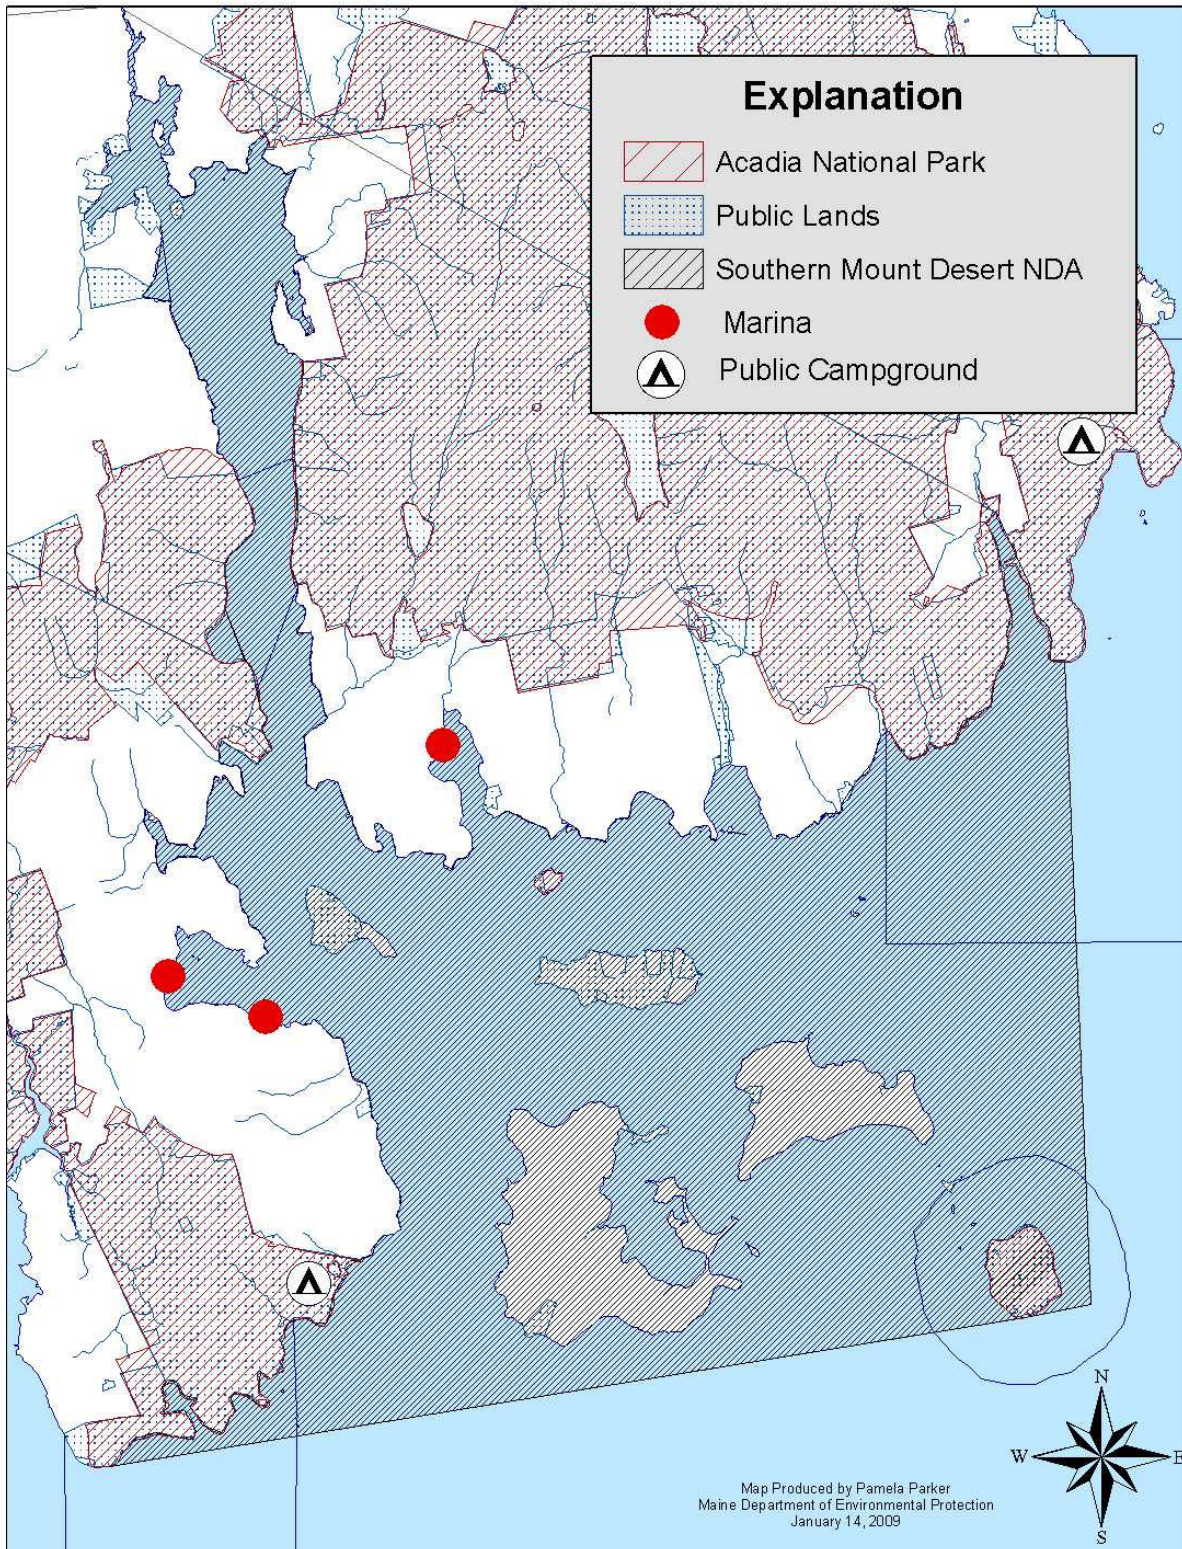 Explanation
Acadia National Park
Public Lands
Southern Mount Desert NDA
Marina
Public Campground
N
W E
S
Map Produced by Pamela Parker
Maine Department of Environmental Protection
January 14, 2009